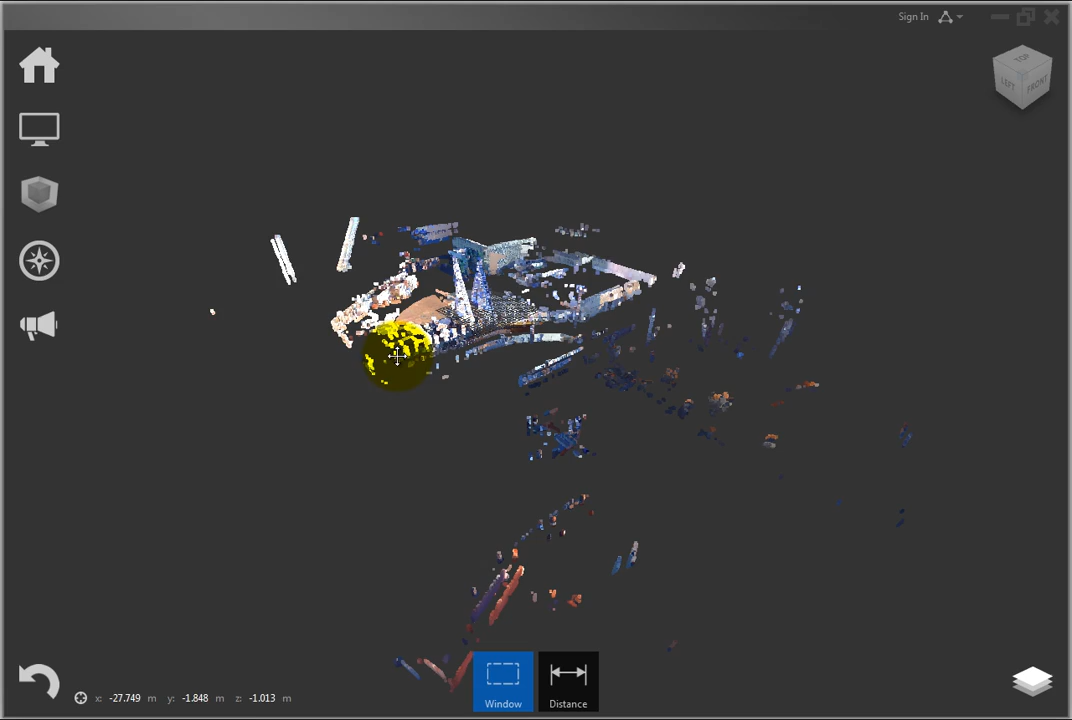 Sign In
TOP
LEFT
FRONT
x: -27.749 m y: -1.848 m z: -1.013 m
Window
Distance